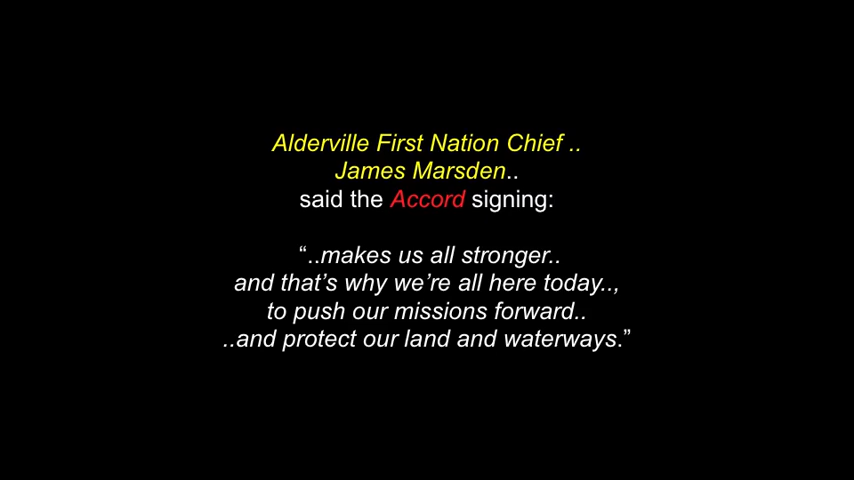 Alderville First Nation Chief ..
James Marsden..
said the Accord signing:
“..makes us all stronger..
and that’s why we’re all here today..,
to push our missions forward..
..and protect our land and waterways.”